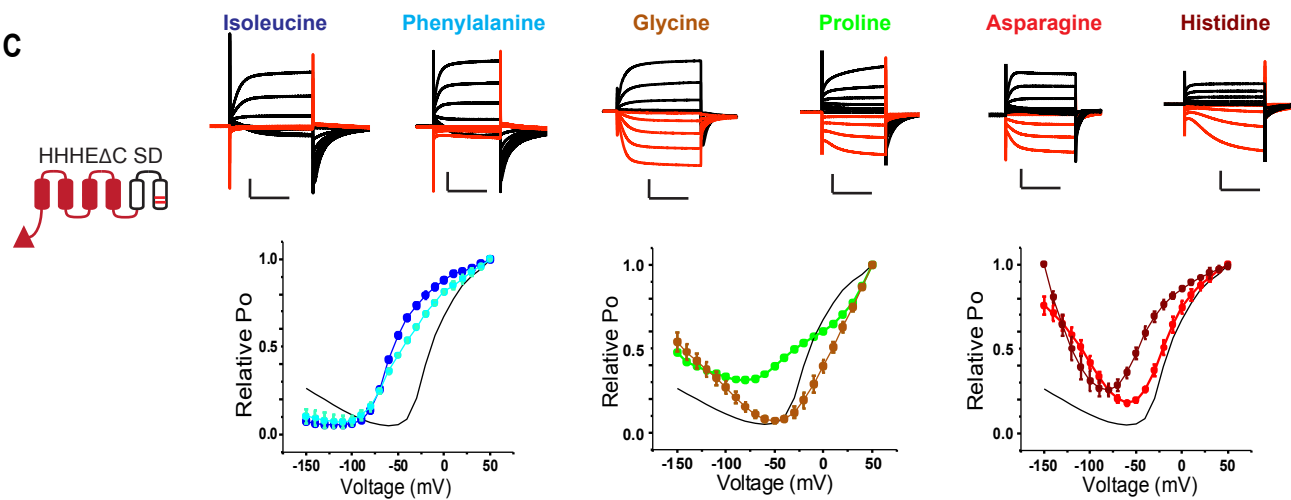 C
Isoleucine Phenylalanine Glycine Proline Asparagine Histidine
HHHEΔC SD
Relative Po
1.0
0.5
0.0
-150 -100 -50 0 50
Voltage (mV)
Relative Po
1.0
0.5
0.0
-150 -100 -50 0 50
Voltage (mV)
Relative Po
1.0
0.5
0.0
-150 -100 -50 0 50
Voltage (mV)